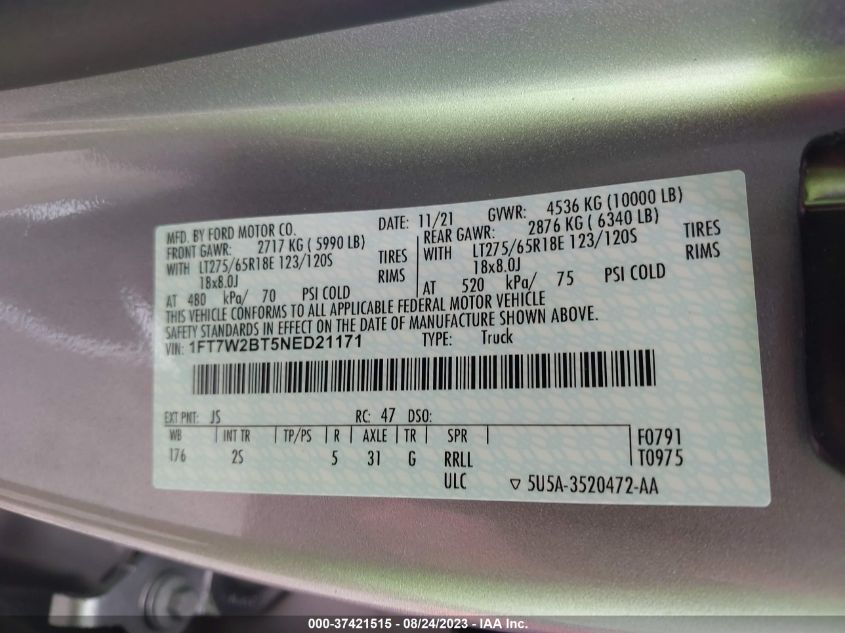 MFD. BY FORD MOTOR CO. DATE: 11/21 GVWR: 4536 KG (10000 LB)
FRONT GAWR: 2717 KG ( 5990 LB) REAR GAWR: 2876 KG ( 6340 LB)
WITH LT275/65R18E 123/120S TIRES WITH LT275/65R18E 123/120S TIRES
18x8.0J RIMS 18x8.0J RIMS
AT 480 kPa/ 70 PSI COLD AT 520 kPa/ 75 PSI COLD
THIS VEHICLE CONFORMS TO ALL APPLICABLE FEDERAL MOTOR VEHICLE
SAFETY STANDARDS IN EFFECT ON THE DATE OF MANUFACTURE SHOWN ABOVE.
VIN: 1FT7W2BT5NED21171 TYPE: Truck
EXT PNT: JS RC: 47 DSO:
WB INT TR TP/PS R AXLE TR SPR F0791
176 2S 5 31 G RRLL T0975
ULC ▽ 5U5A-3520472-AA
000-37421515 - 08/24/2023 - © IAA, Inc.